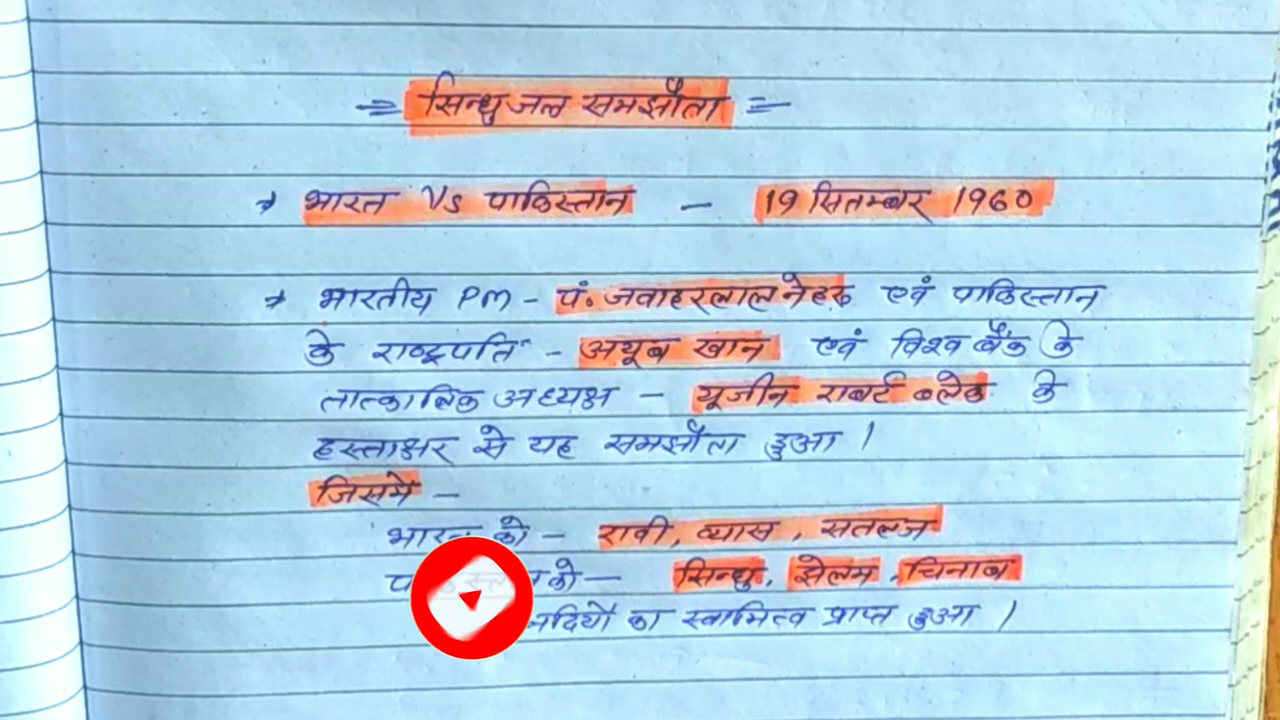 = सिन्धु जल समझौता =
→ भारत V/s पाकिस्तान - 19 सितम्बर 1960
→ भारतीय PM - पं. जवाहरलाल नेहरू एवं पाकिस्तान
के राष्ट्रपति - अयूब खान एवं विश्व बैंक के
तात्कालिक अध्यक्ष - यूजीन राबर्ट ब्लेक के
हस्ताक्षर से यह समझौता हुआ ।
जिसमें -
भारत को - रावी, व्यास, सतलज
को - सिन्धु, झेलम, चिनाब
नदियों का स्वामित्व प्राप्त हुआ ।